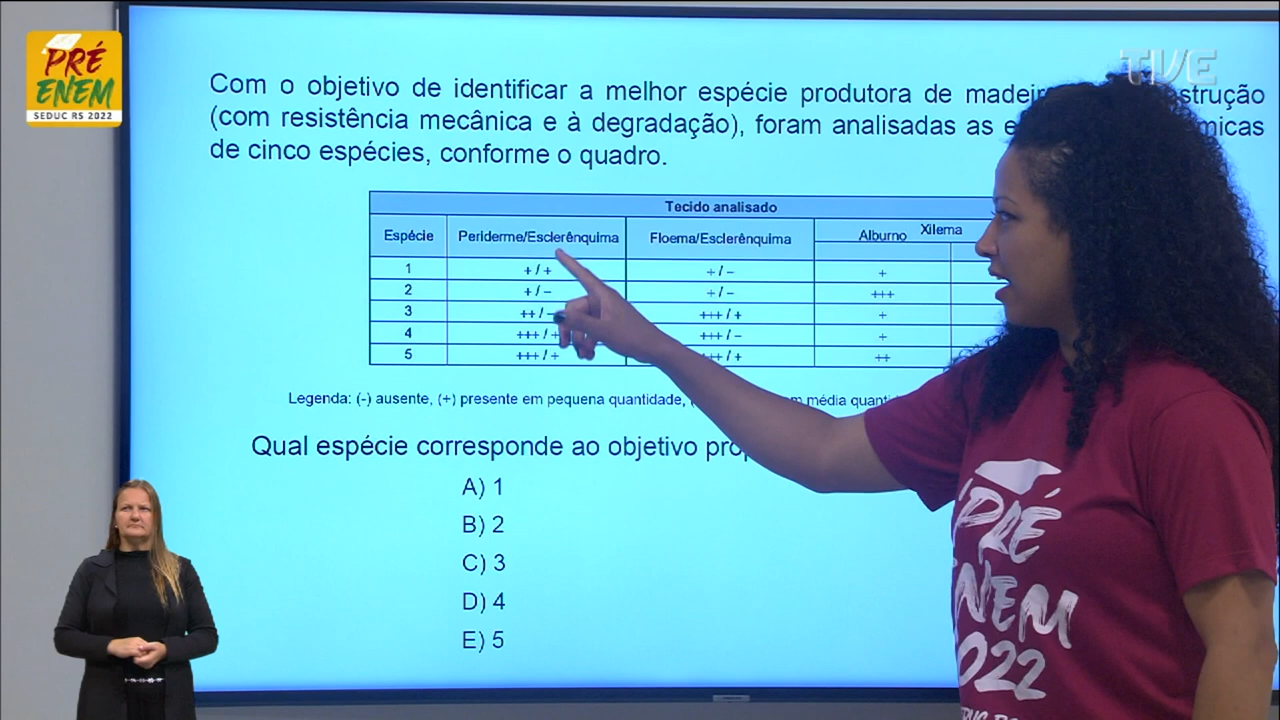 PRÉ
ENEM
SEDUC RS 2022
TVE
Com o objetivo de identificar a melhor espécie produtora de
(com resistência mecânica e à degradação), foram analisadas as
de cinco espécies, conforme o quadro.
Tecido analisado
Espécie Periderme/Esclerênquima Floema/Esclerênquima Alburno Xilema
1 +/+ +/− +
2 +/− +/− +++
3 ++/− +++/+ +
4 +++/+ +++/− +
5 +++/+ /+ ++
Legenda: (-) ausente, (+) presente em pequena quantidade, média
Qual espécie corresponde ao objetivo
A) 1
B) 2
C) 3
D) 4
E) 5
PRÉ
ENEM
2022